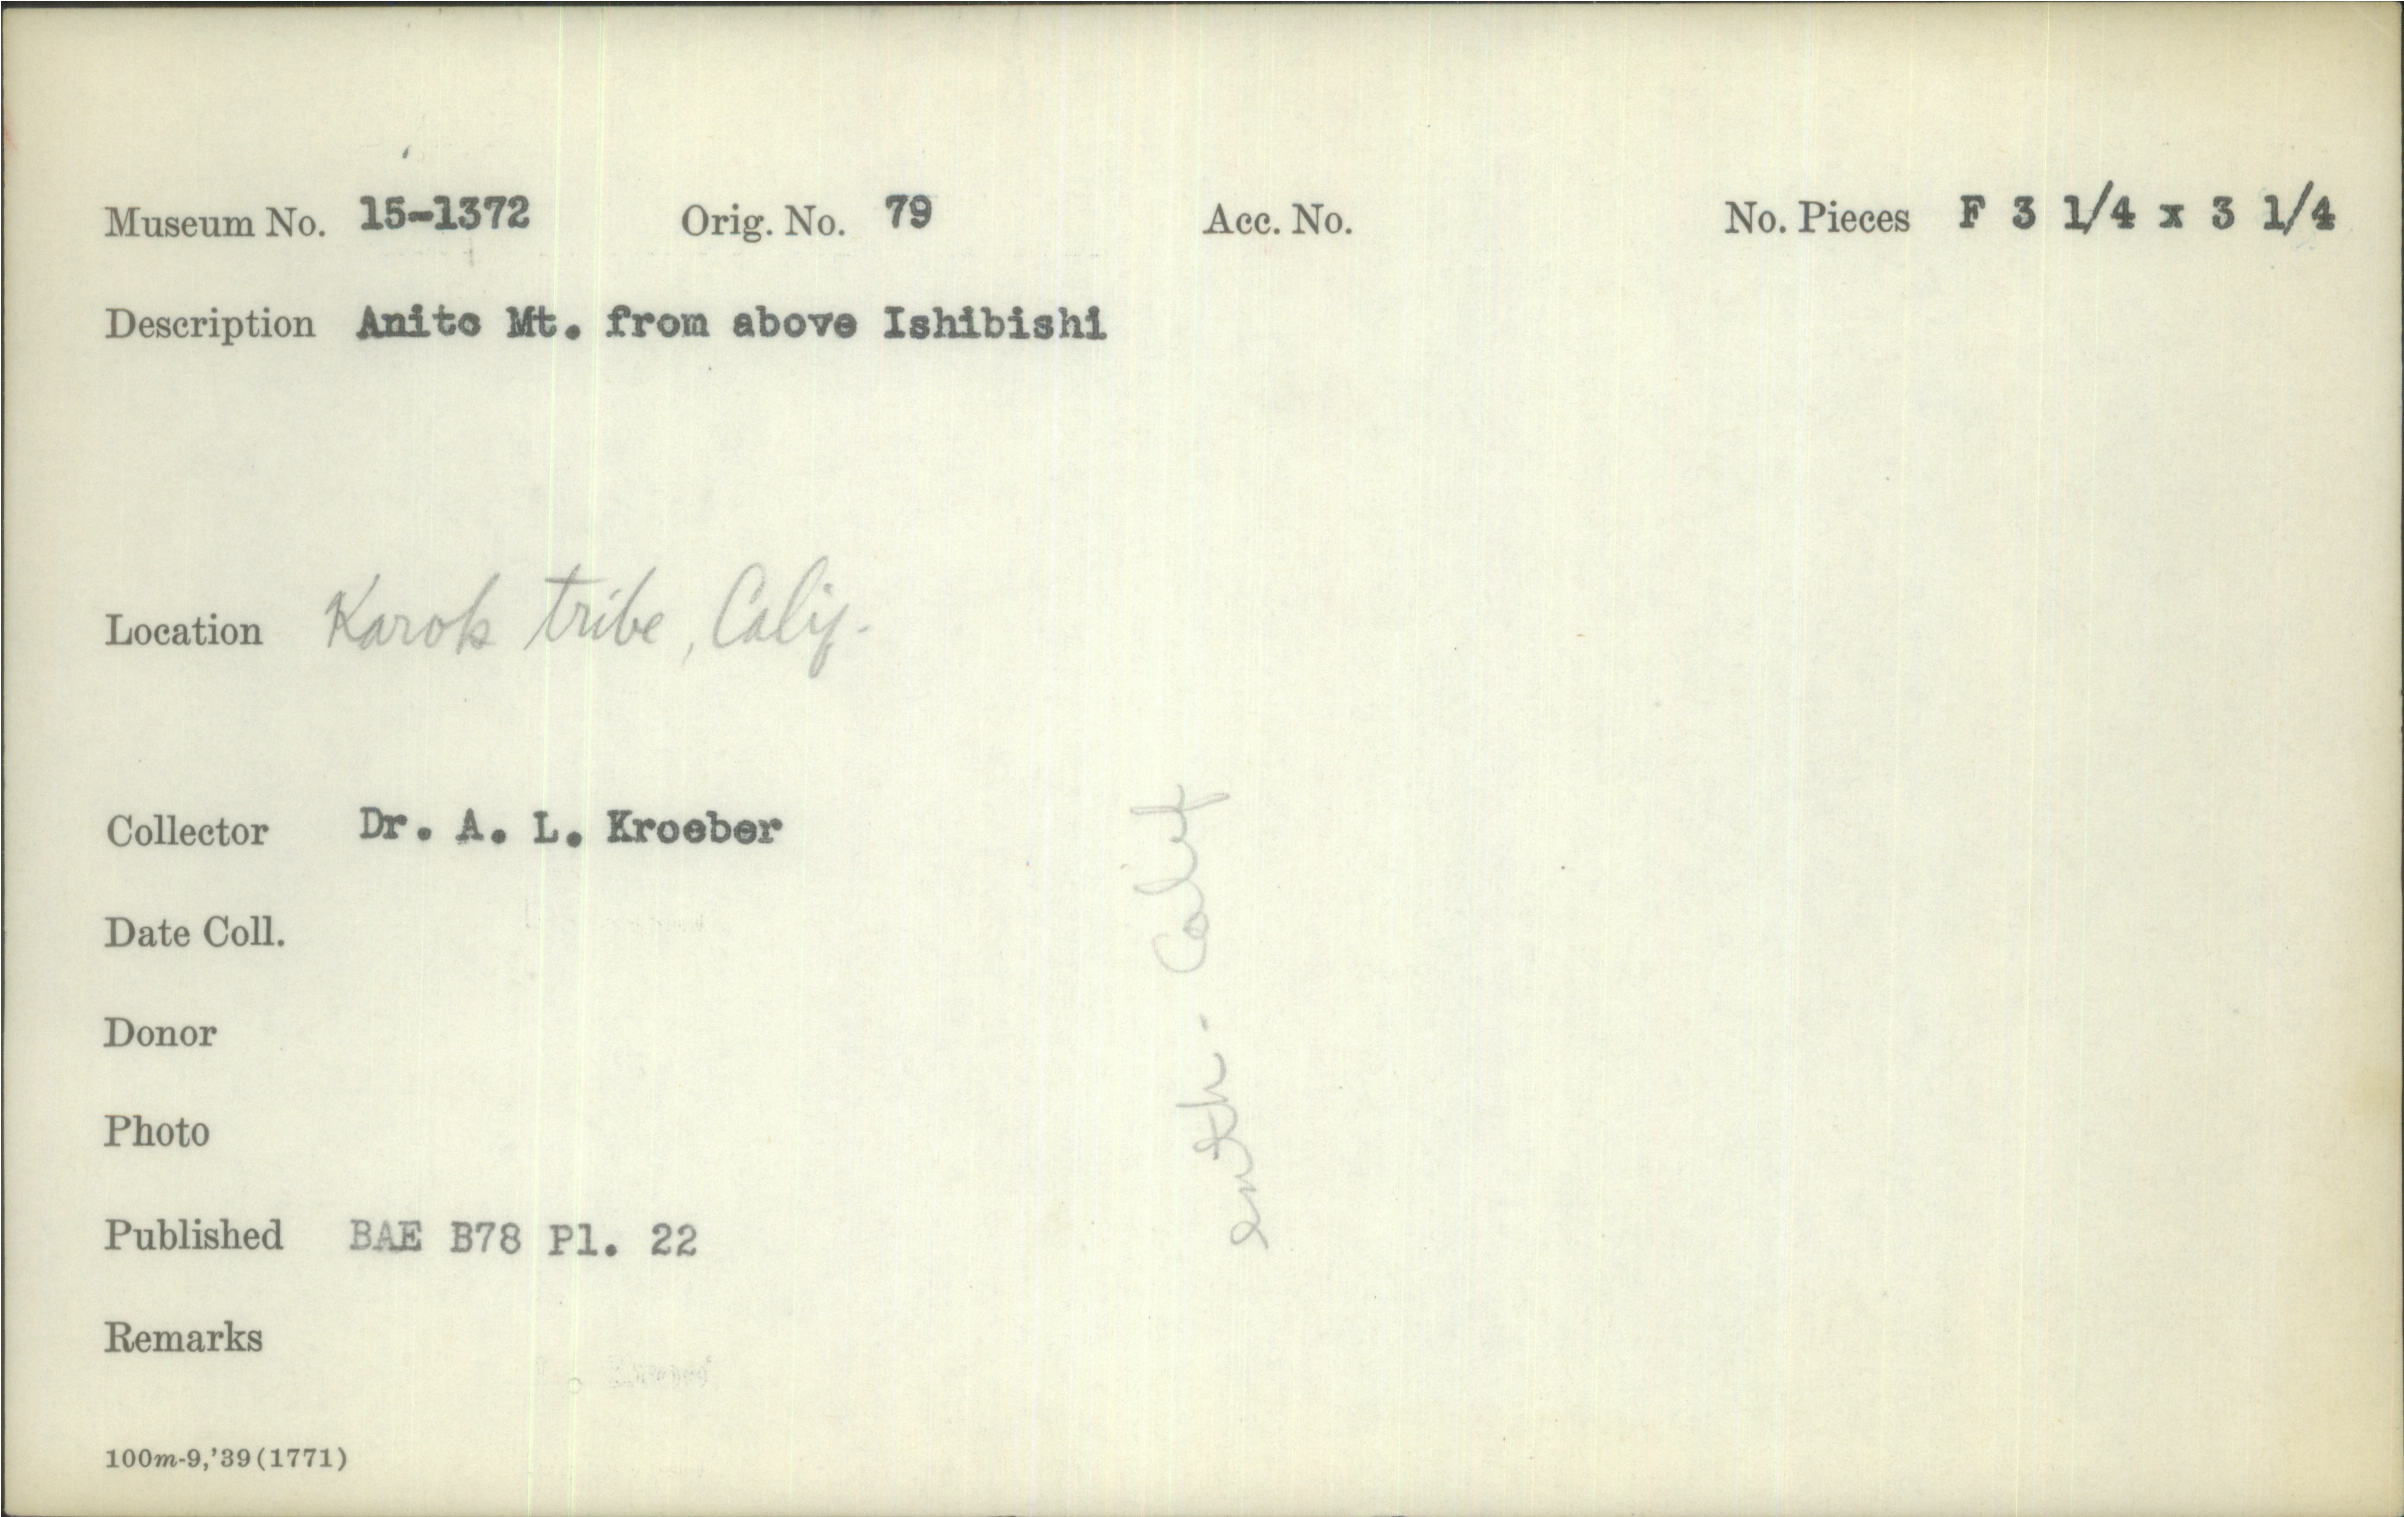 Museum No. 15-1372 Orig. No. 79 Acc. No. No. Pieces F 3 1/4 x 3 1/4
Description Anito Mt. from above Ishibishi
Location Karok tribe, Calif.
Collector Dr. A. L. Kroeber
Date Coll.
Donor
Photo
Published BAE B78 Pl. 22
Remarks
100m-9,'39(1771)